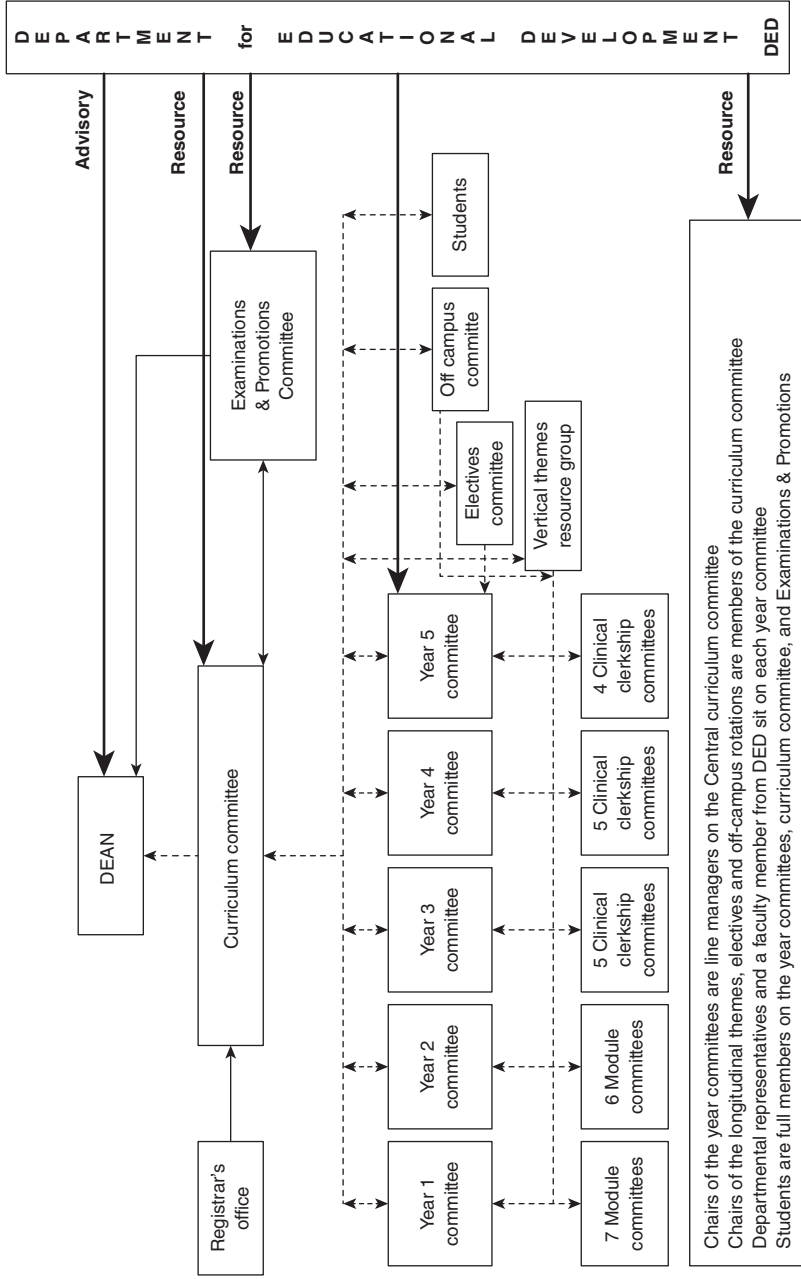 DEAN
Registrar's
office
Curriculum committee
Examinations
& Promotions
Committee
Year 1
committee
Year 2
committee
Year 3
committee
Year 4
committee
Year 5
committee
Electives
committee
Off campus
committe
Students
Vertical themes
resource group
7 Module
committees
6 Module
committees
5 Clinical
clerkship
committees
5 Clinical
clerkship
committees
4 Clinical
clerkship
committees
Advisory
Resource
Resource
Resource
DEPARTMENT for EDUCATIONAL DEVELOPMENT DED
Chairs of the year committees are line managers on the Central curriculum committee
Chairs of the longitudinal themes, electives and off-campus rotations are members of the curriculum committee
Departmental representatives and a faculty member from DED sit on each year committee
Students are full members on the year committees, curriculum committee, and Examinations & Promotions